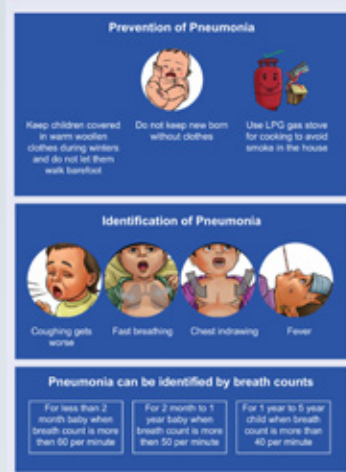 Prevention of Pneumonia
Keep children covered
in warm woollen
clothes during winters
and do not let them
walk barefoot
Do not keep new born
without clothes
Use LPG gas stove
for cooking to avoid
smoke in the house
Identification of Pneumonia
Coughing gets
worse
Fast breathing
Chest indrawing
Fever
Pneumonia can be identified by breath counts
For less than 2
month baby when
breath count is more
then 60 per minute
For 2 month to 1
year baby when
breath count is more
then 50 per minute
For 1 year to 5 year
child when breath
count is more than
40 per minute